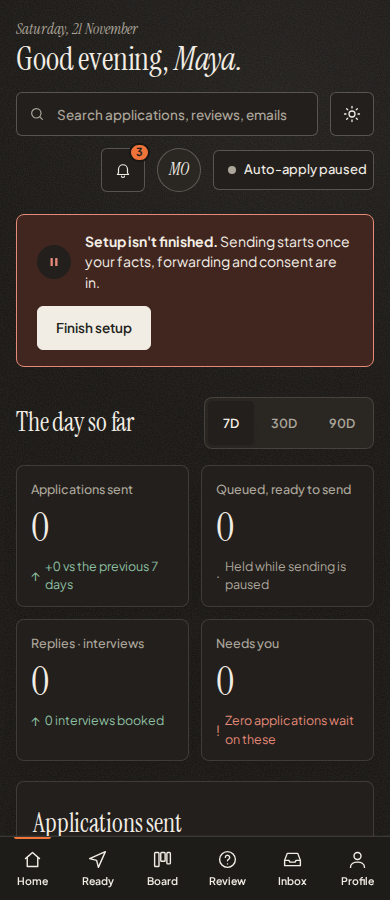 Saturday, 21 November
Good evening, Maya.
Search applications, reviews, emails
3
MO
Auto-apply paused
Setup isn't finished. Sending starts once
your facts, forwarding and consent are
in.
Finish setup
The day so far
7D 30D 90D
Applications sent
0
↑ +0 vs the previous 7
days
Queued, ready to send
0
· Held while sending is
paused
Replies · interviews
0
↑ 0 interviews booked
Needs you
0
! Zero applications wait
on these
Applications sent
Home Ready Board Review Inbox Profile